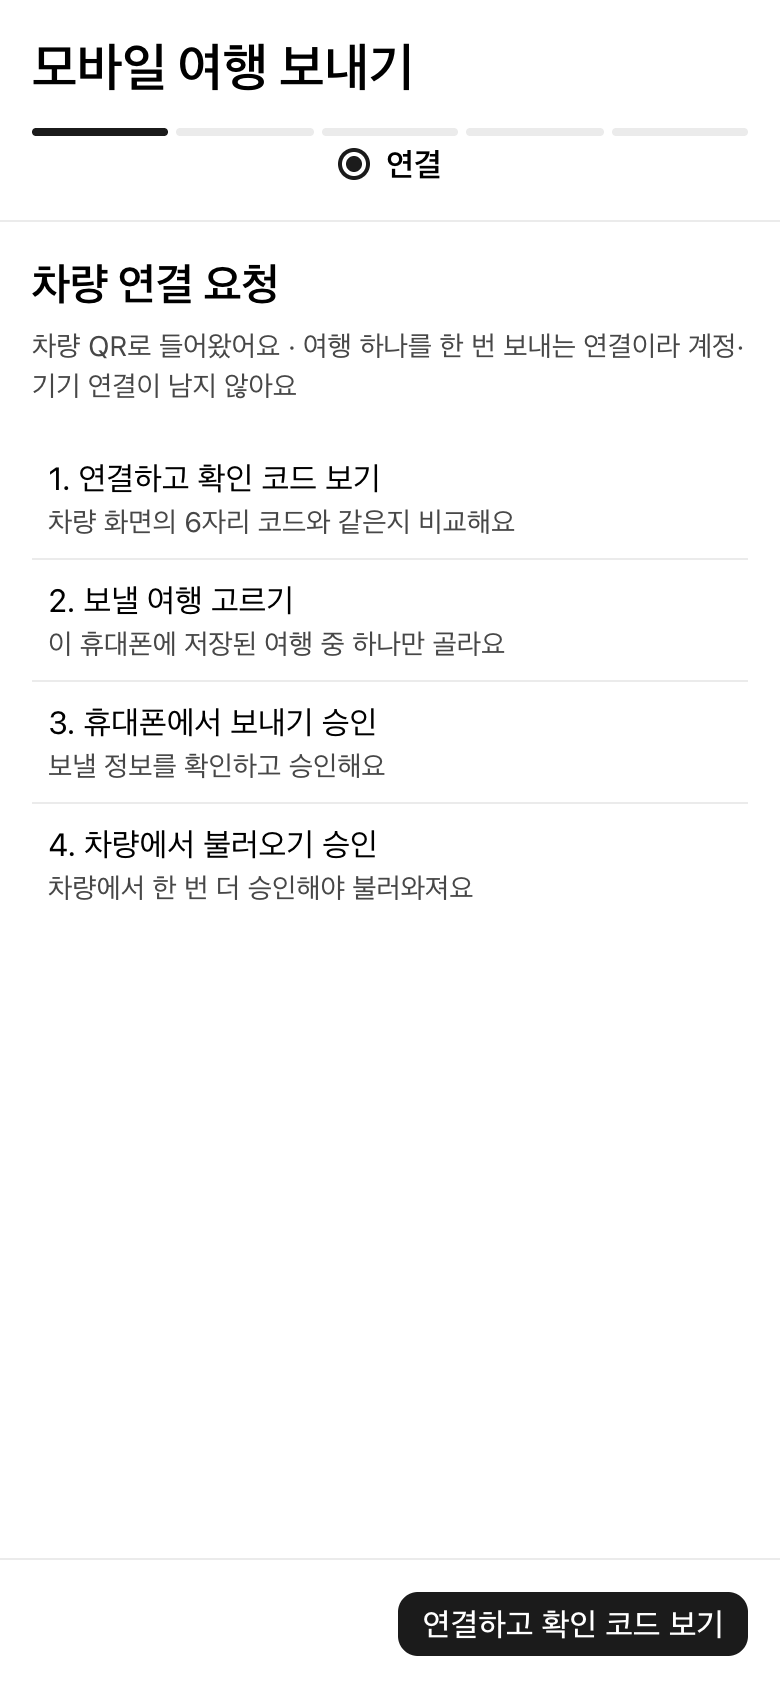 모바일 여행 보내기
연결
차량 연결 요청
차량 QR로 들어왔어요 · 여행 하나를 한 번 보내는 연결이라 계정·
기기 연결이 남지 않아요
1. 연결하고 확인 코드 보기
차량 화면의 6자리 코드와 같은지 비교해요
2. 보낼 여행 고르기
이 휴대폰에 저장된 여행 중 하나만 골라요
3. 휴대폰에서 보내기 승인
보낼 정보를 확인하고 승인해요
4. 차량에서 불러오기 승인
차량에서 한 번 더 승인해야 불러와져요
연결하고 확인 코드 보기